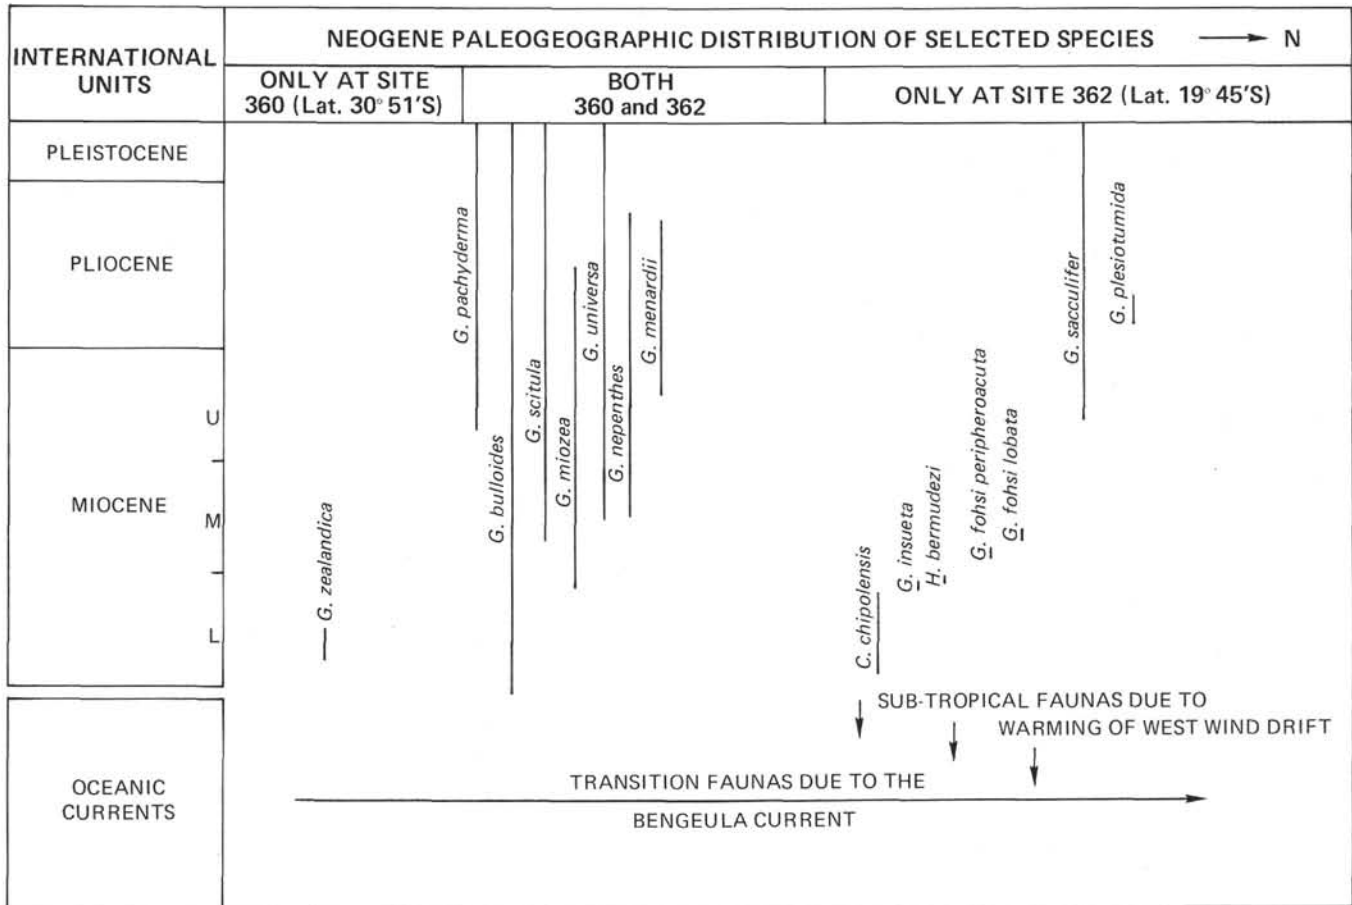 NEOGENE PALEOGEOGRAPHIC DISTRIBUTION OF SELECTED SPECIES → N
INTERNATIONAL
UNITS
ONLY AT SITE
360 (Lat. 30° 51'S)
BOTH
360 and 362
ONLY AT SITE 362 (Lat. 19° 45'S)
PLEISTOCENE
PLIOCENE
MIOCENE
U
M
L
G. zealandica
G. pachyderma
G. bulloides
G. scitula
G. miozea
G. universa
G. nepenthes
G. menardii
C. chipolensis
G. insueta
H. bermudezi
G. fohsi peripheroacuta
G. fohsi lobata
G. sacculifer
G. plesiotumida
OCEANIC
CURRENTS
SUB-TROPICAL FAUNAS DUE TO
WARMING OF WEST WIND DRIFT
TRANSITION FAUNAS DUE TO THE
BENGEULA CURRENT